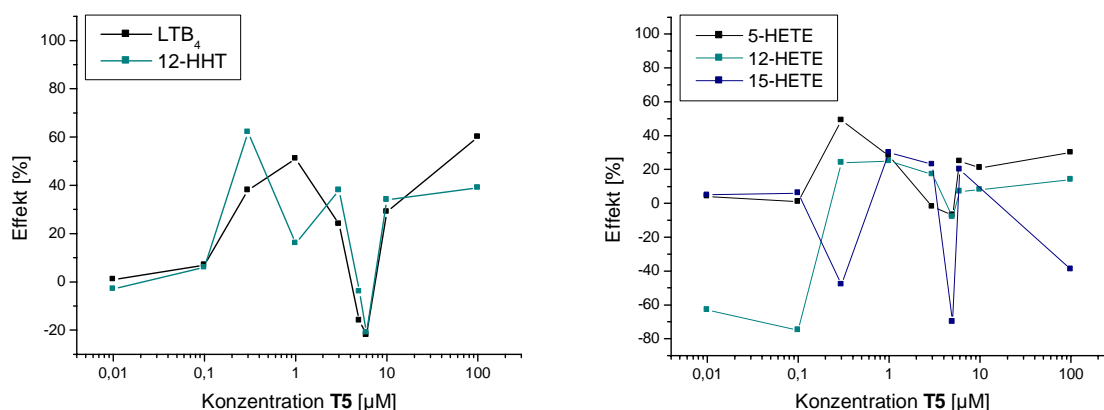 LTB4
12-HHT
100
80
60
40
20
0
-20
Effekt [%]
0,01 0,1 1 10 100
Konzentration T5 [µM]
5-HETE
12-HETE
15-HETE
100
80
60
40
20
0
-20
-40
-60
-80
Effekt [%]
0,01 0,1 1 10 100
Konzentration T5 [µM]